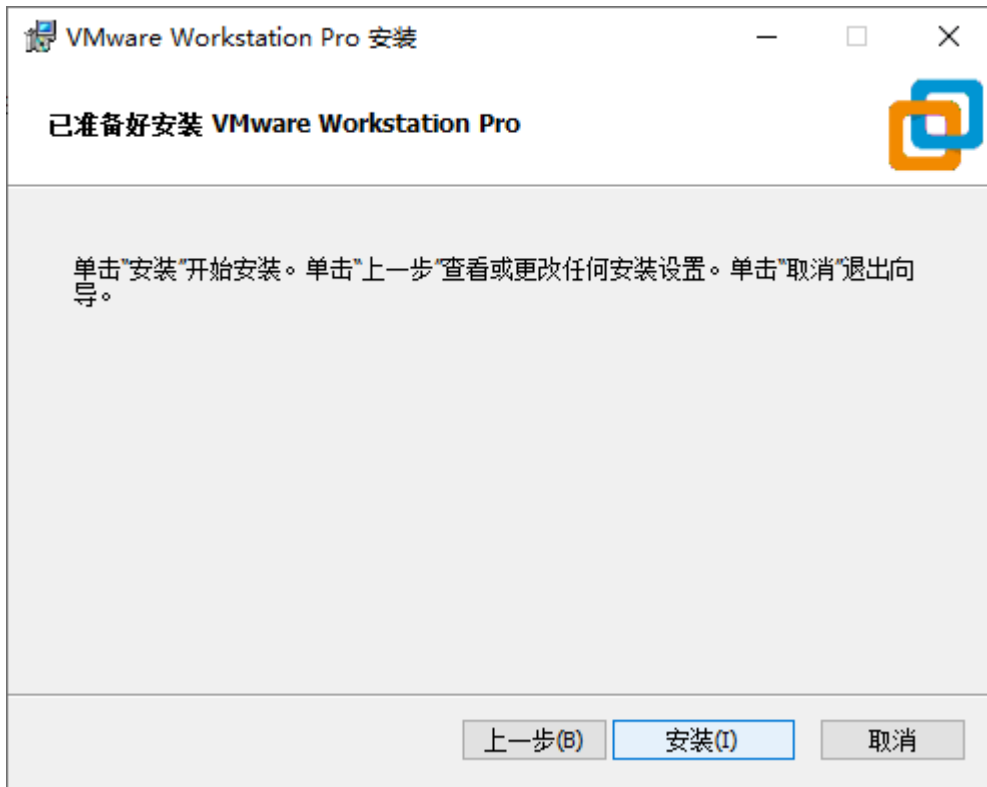 VMware Workstation Pro 安装
已准备好安装 VMware Workstation Pro
单击"安装"开始安装。单击"上一步"查看或更改任何安装设置。单击"取消"退出向
导。
上一步(B) 安装(I) 取消